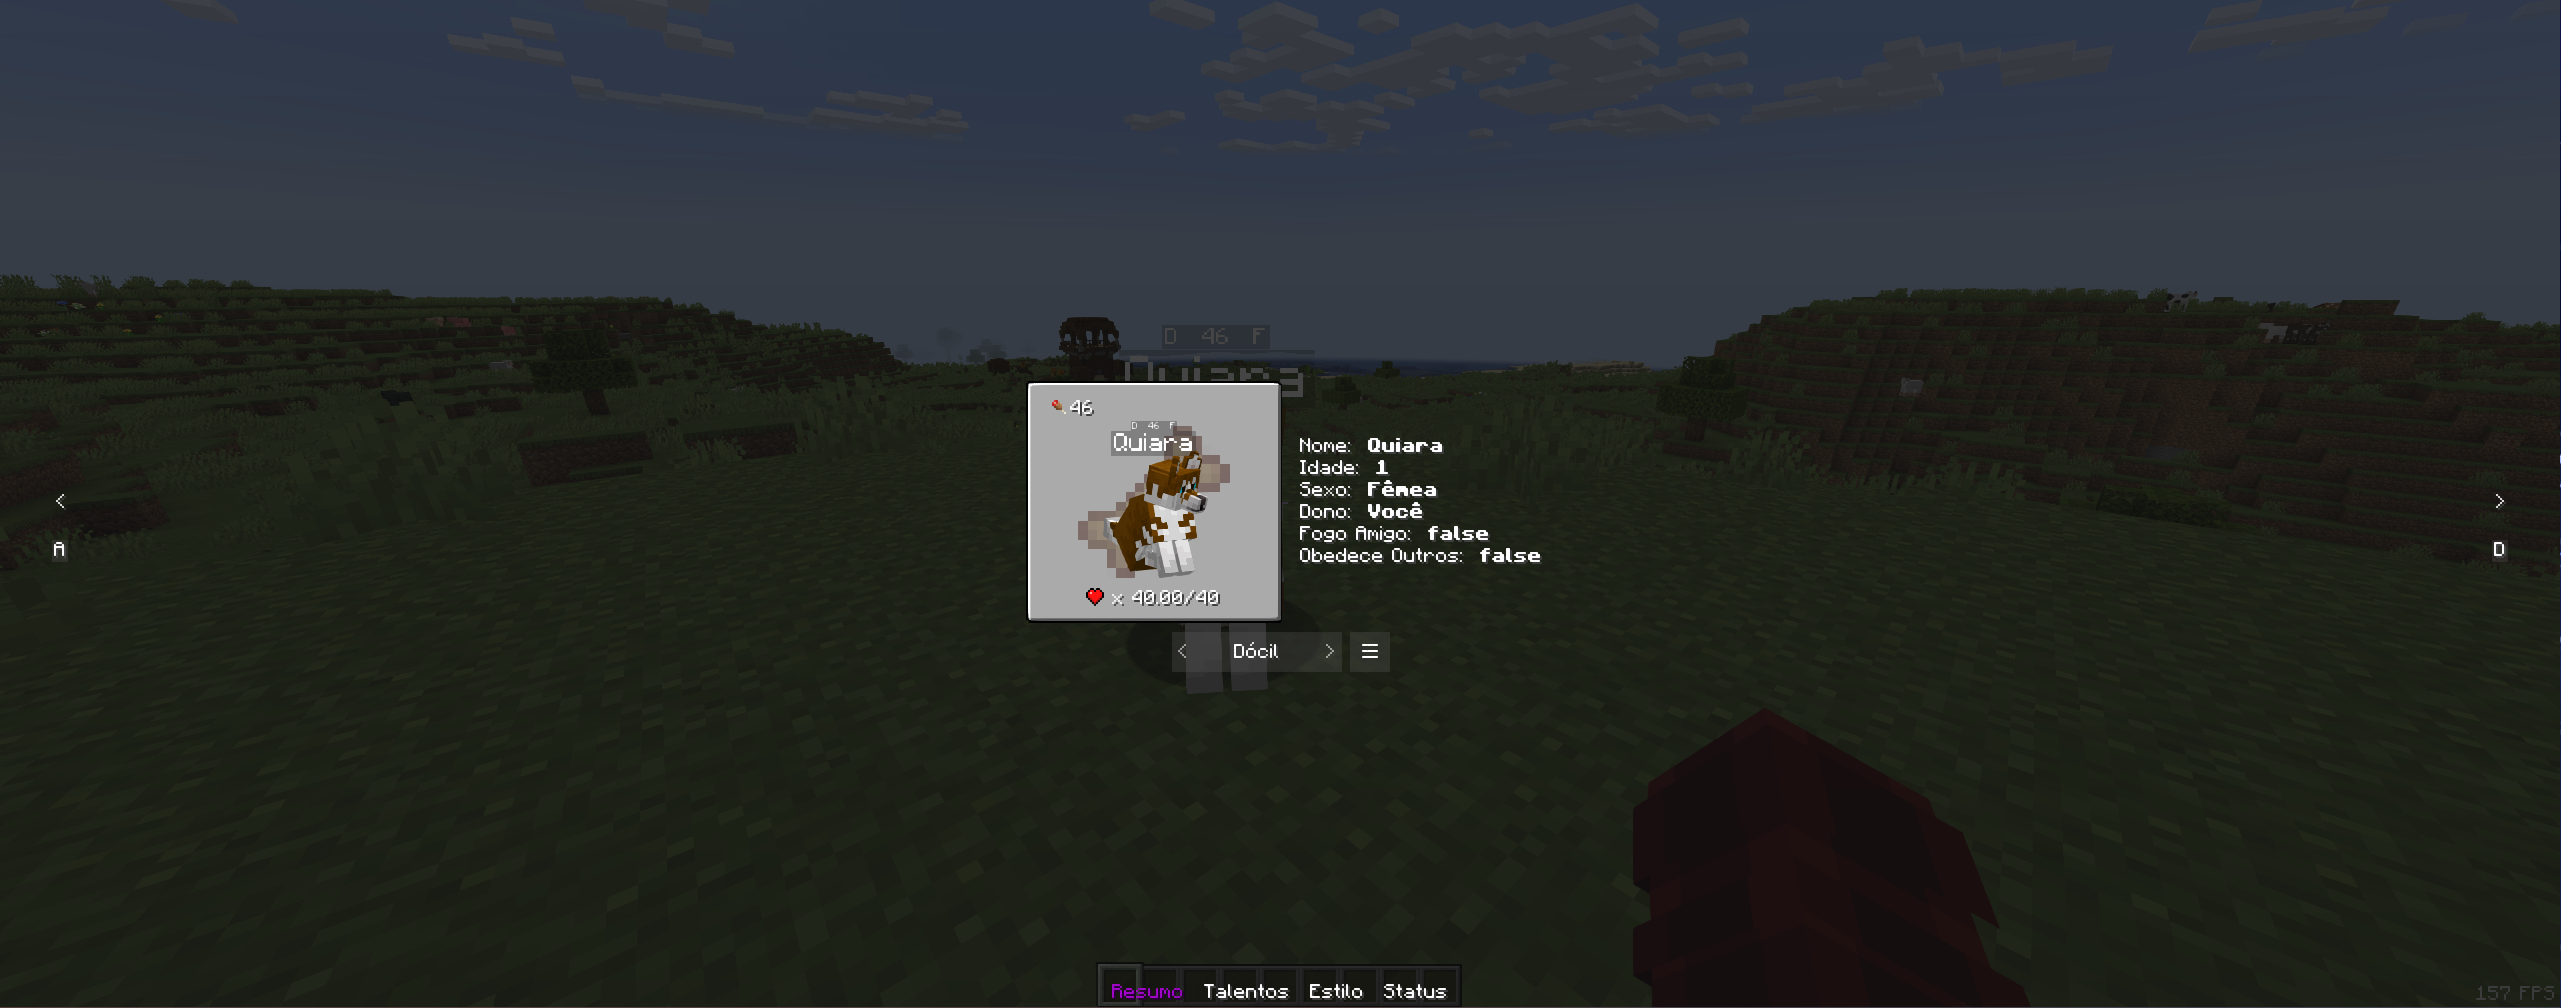 D 46 F
Quiara
46
D 46 F
Quiara
x 40.00/40
Nome: Quiara
Idade: 1
Sexo: Fêmea
Dono: Você
Fogo Amigo: false
Obedece Outros: false
<
A
>
D
< Dócil >
Resumo Talentos Estilo Status
157 FPS